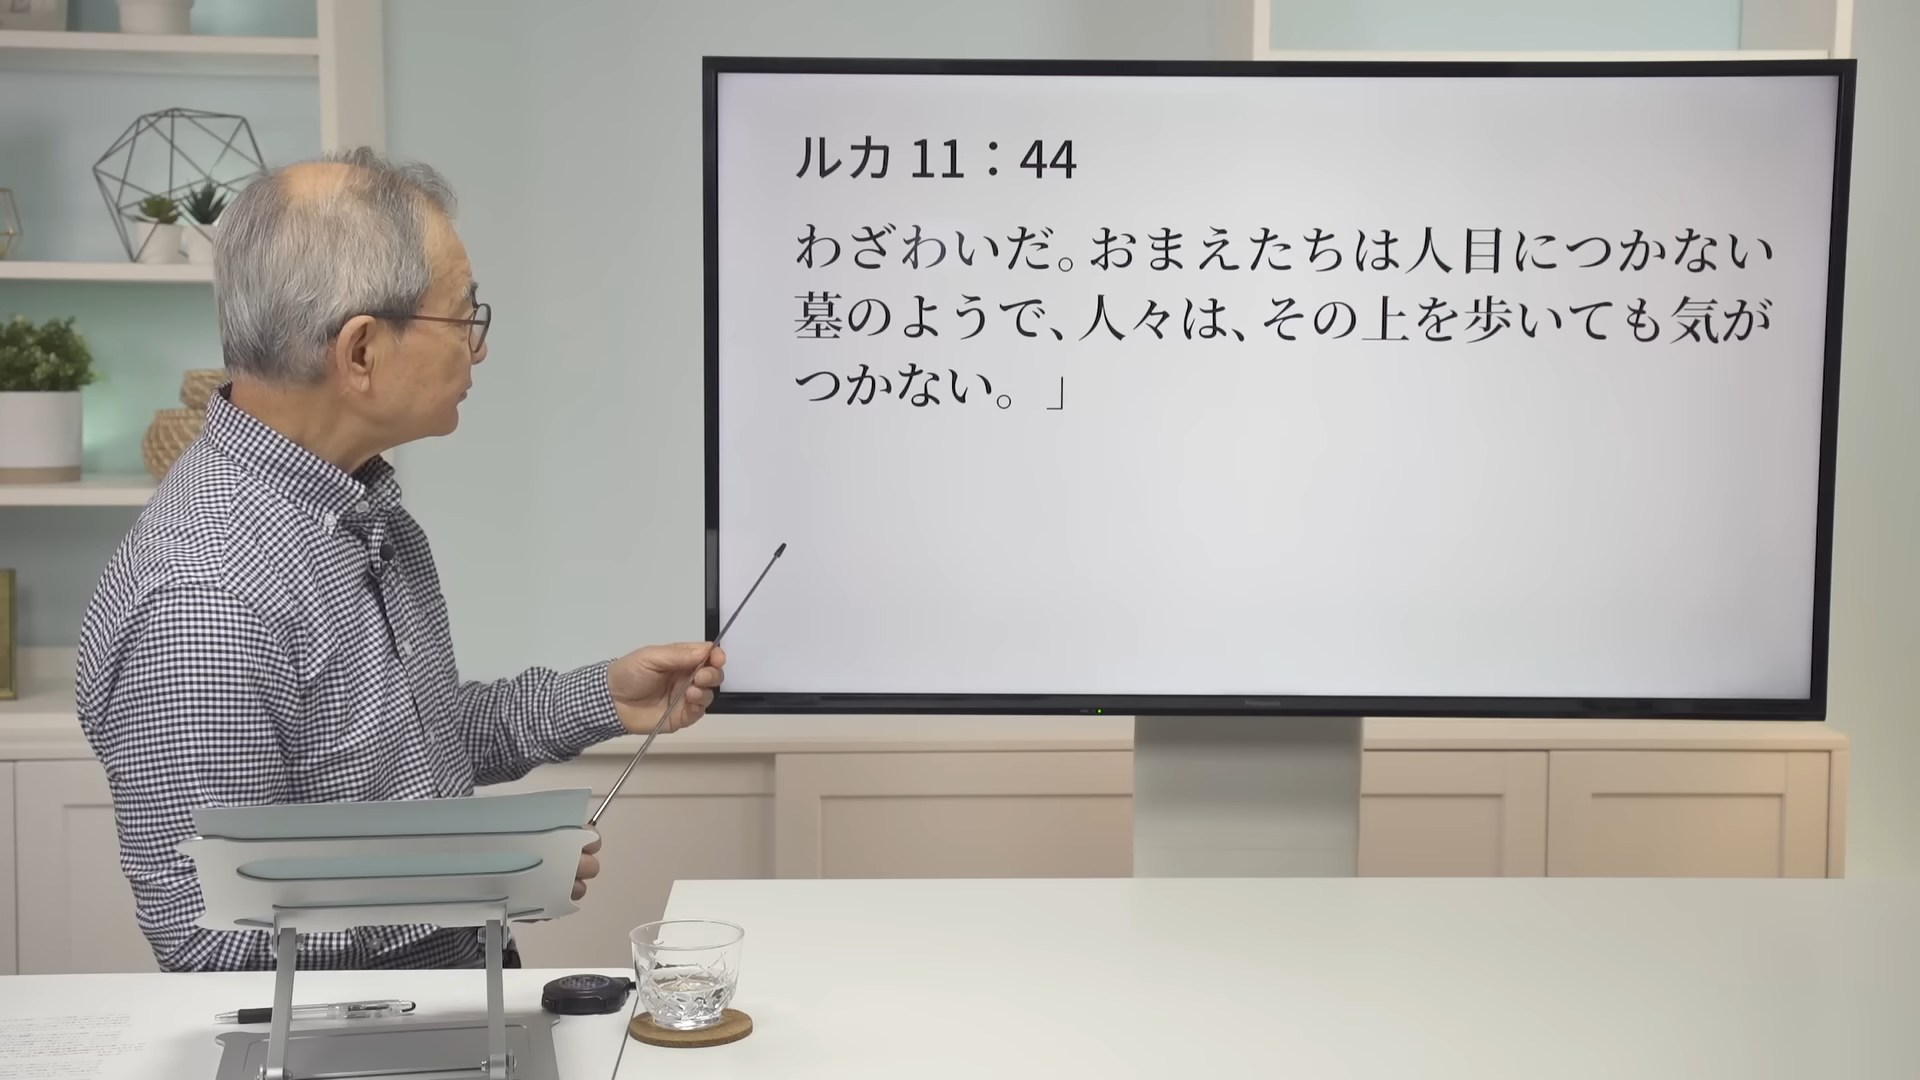 ルカ 11：44
わざわいだ。おまえたちは人目につかない
墓のようで、人々は、その上を歩いても気が
つかない。」
Panasonic